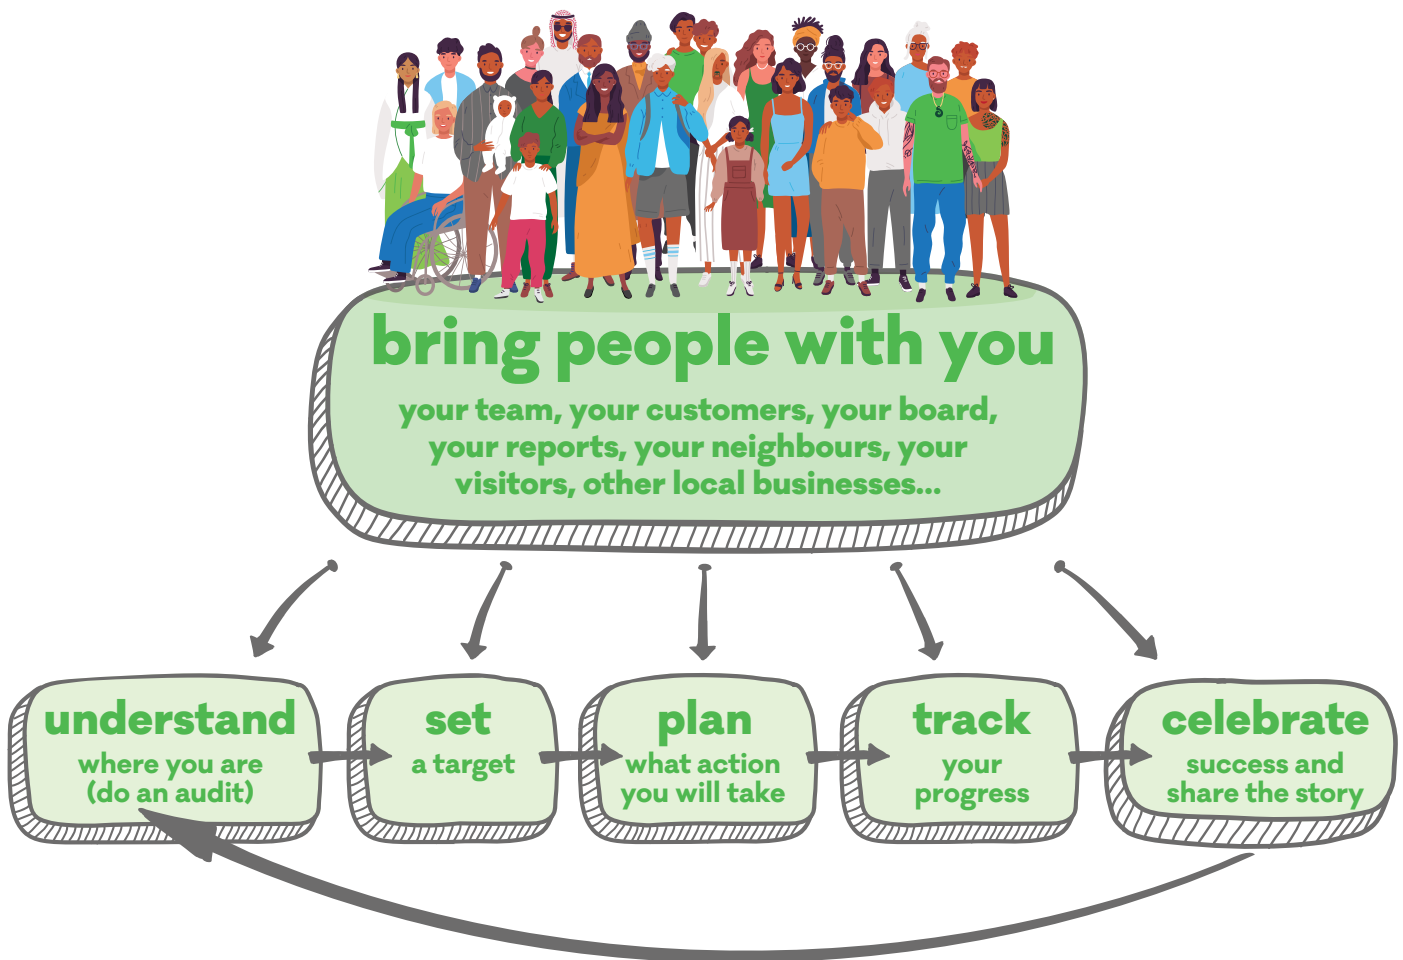 bring people with you
your team, your customers, your board,
your reports, your neighbours, your
visitors, other local businesses...
understand
where you are
(do an audit)
set
a target
plan
what action
you will take
track
your
progress
celebrate
success and
share the story